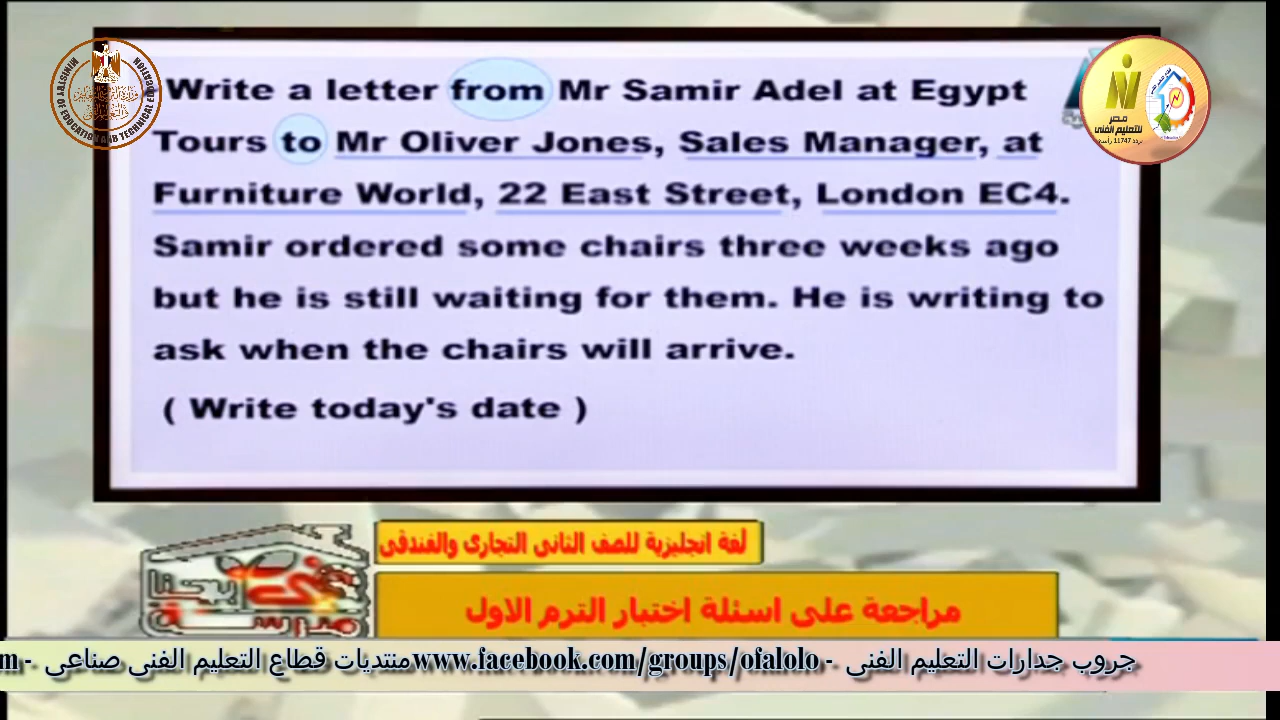 Write a letter from Mr Samir Adel at Egypt
Tours to Mr Oliver Jones, Sales Manager, at
Furniture World, 22 East Street, London EC4.
Samir ordered some chairs three weeks ago
but he is still waiting for them. He is writing to
ask when the chairs will arrive.
( Write today's date )
مصر
للتعليم الفنى
لغة انجليزية للصف الثانى التجارى والفندقى
مراجعة على اسئلة اختبار الترم الاول
جروب جدارات التعليم الفنى - www.facebook.com/groups/ofalolo منتديات قطاع التعليم الفنى صناعى - m